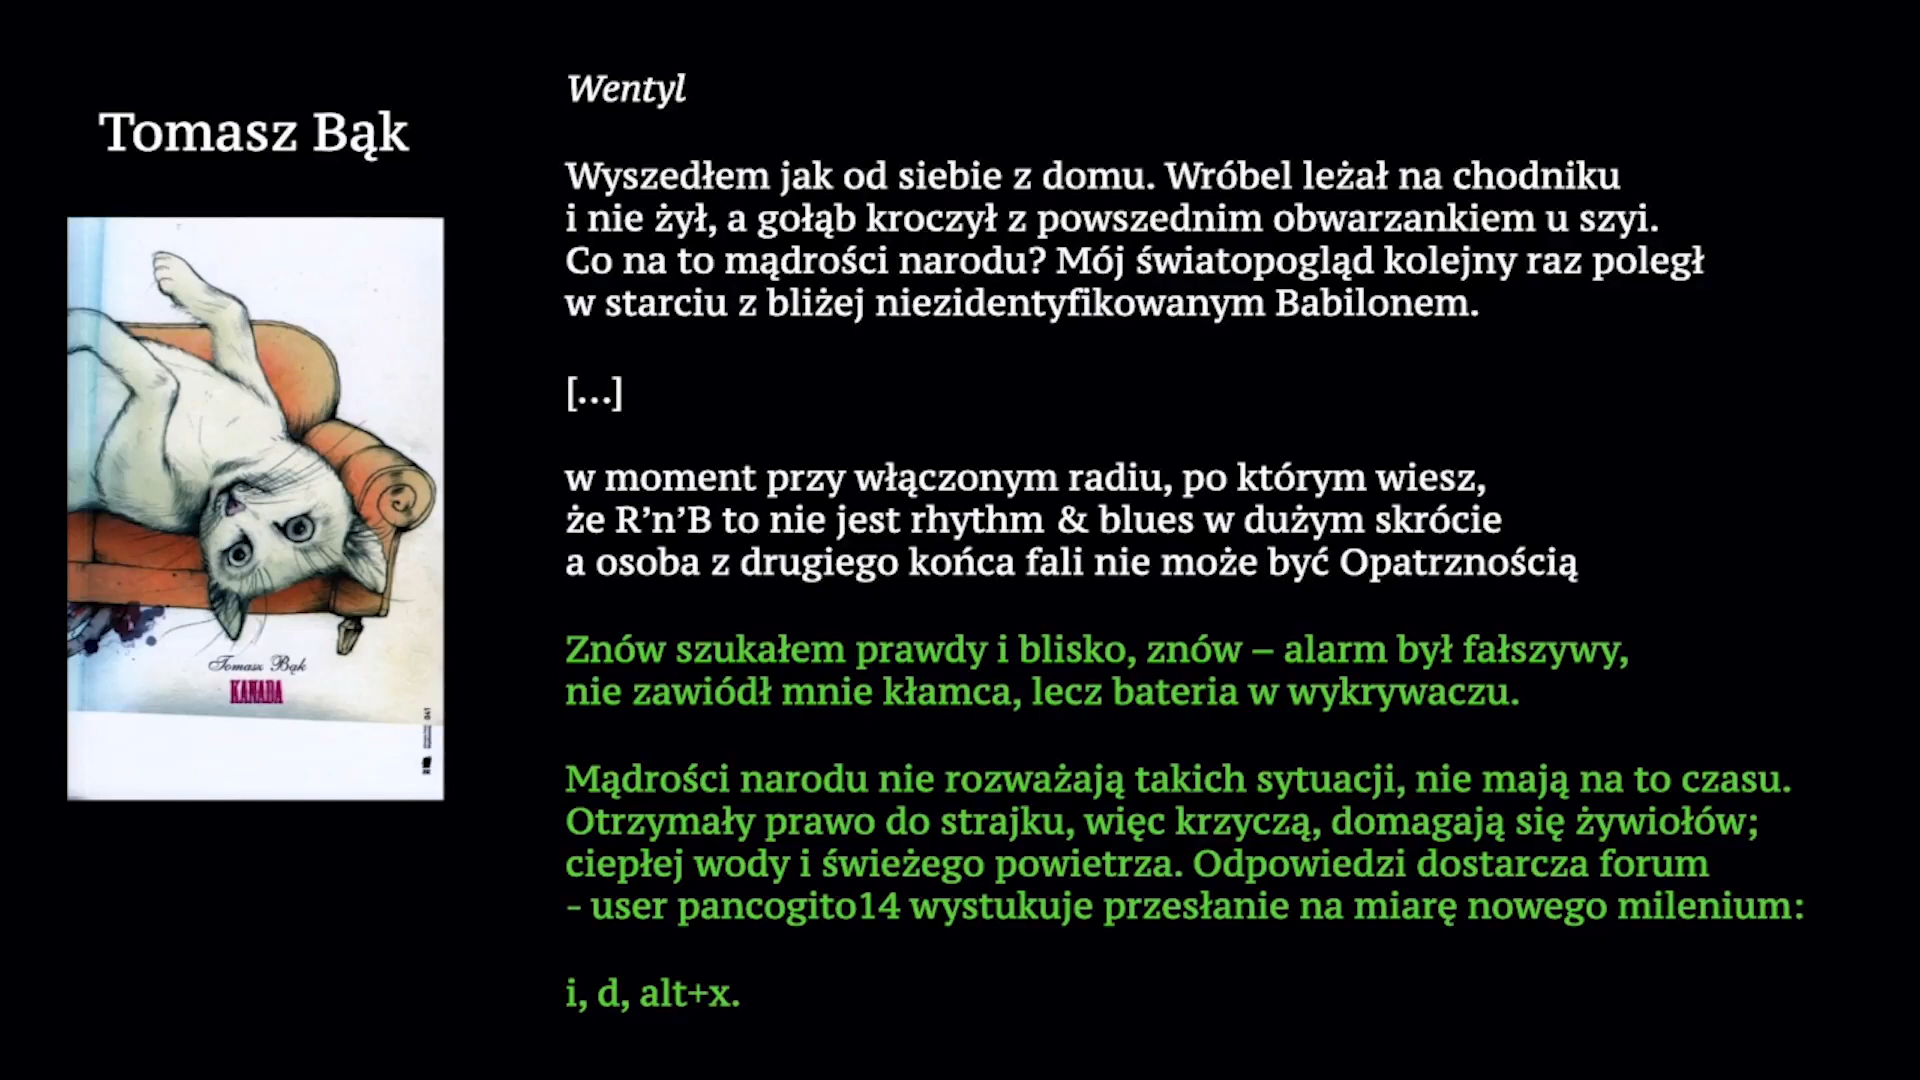 Tomasz Bąk
Tomasz Bąk
KANADA
041
Wentyl
Wyszedłem jak od siebie z domu. Wróbel leżał na chodniku
i nie żył, a gołąb kroczył z powszednim obwarzankiem u szyi.
Co na to mądrości narodu? Mój światopogląd kolejny raz poległ
w starciu z bliżej niezidentyfikowanym Babilonem.
[...]
w moment przy włączonym radiu, po którym wiesz,
że R’n’B to nie jest rhythm & blues w dużym skrócie
a osoba z drugiego końca fali nie może być Opatrznością
Znów szukałem prawdy i blisko, znów – alarm był fałszywy,
nie zawiódł mnie kłamca, lecz bateria w wykrywaczu.
Mądrości narodu nie rozważają takich sytuacji, nie mają na to czasu.
Otrzymały prawo do strajku, więc krzyczą, domagają się żywiołów;
ciepłej wody i świeżego powietrza. Odpowiedzi dostarcza forum
- user pancogito14 wystukuje przesłanie na miarę nowego milenium:
i, d, alt+x.